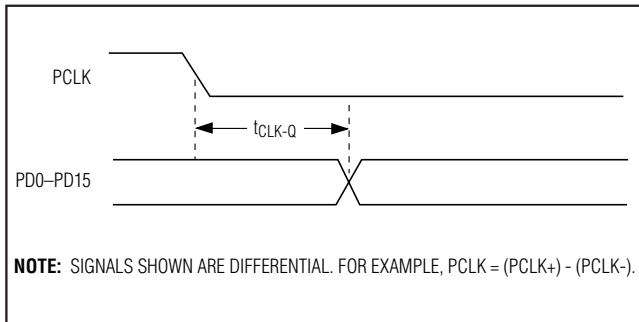 PCLK
tCLK-Q
PD0–PD15
NOTE: SIGNALS SHOWN ARE DIFFERENTIAL. FOR EXAMPLE, PCLK = (PCLK+) - (PCLK-).